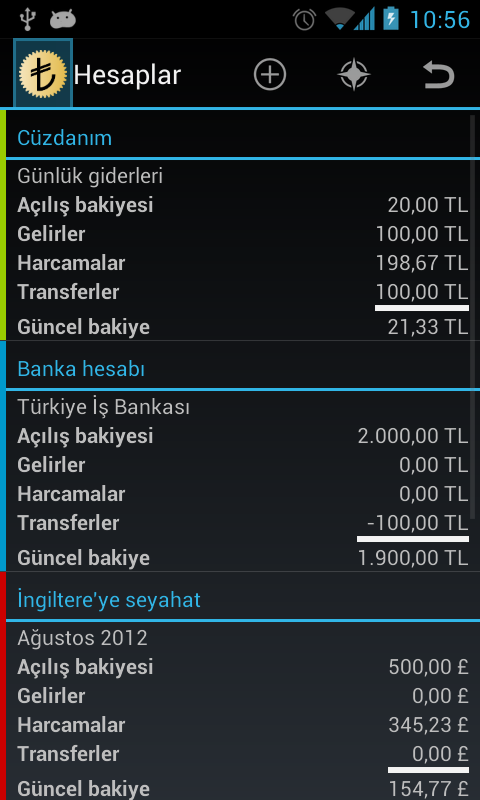 10:56
Hesaplar
Cüzdanım
Günlük giderleri
Açılış bakiyesi 20,00 TL
Gelirler 100,00 TL
Harcamalar 198,67 TL
Transferler 100,00 TL
Güncel bakiye 21,33 TL
Banka hesabı
Türkiye İş Bankası
Açılış bakiyesi 2.000,00 TL
Gelirler 0,00 TL
Harcamalar 0,00 TL
Transferler -100,00 TL
Güncel bakiye 1.900,00 TL
İngiltere'ye seyahat
Ağustos 2012
Açılış bakiyesi 500,00 £
Gelirler 0,00 £
Harcamalar 345,23 £
Transferler 0,00 £
Güncel bakiye 154,77 £